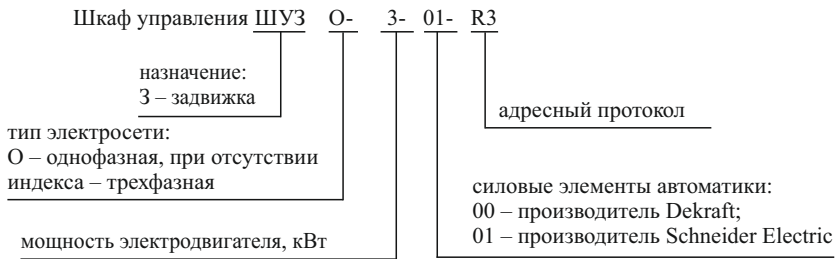 Шкаф управления ШУЗ О- 3- 01- R3
назначение:
З – задвижка
адресный протокол
тип электросети:
О – однофазная, при отсутствии
индекса – трехфазная
силовые элементы автоматики:
00 – производитель Dekraft;
01 – производитель Schneider Electric
мощность электродвигателя, кВт